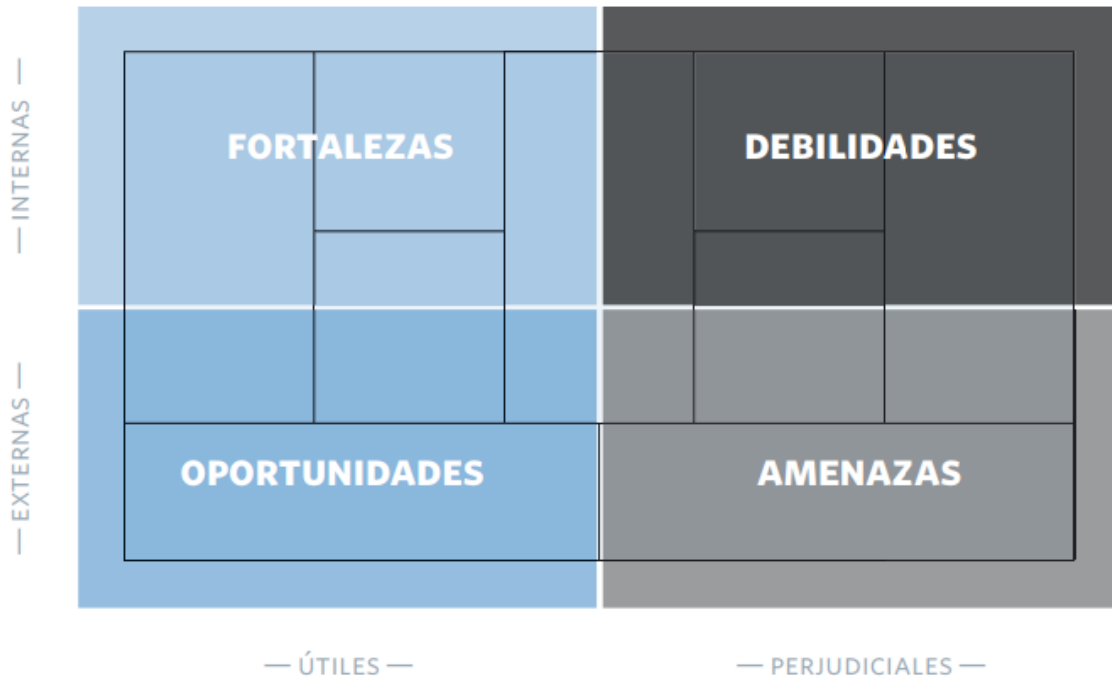 — INTERNAS —
FORTALEZAS
DEBILIDADES
— EXTERNAS —
OPORTUNIDADES
AMENAZAS
— ÚTILES —
— PERJUDICIALES —